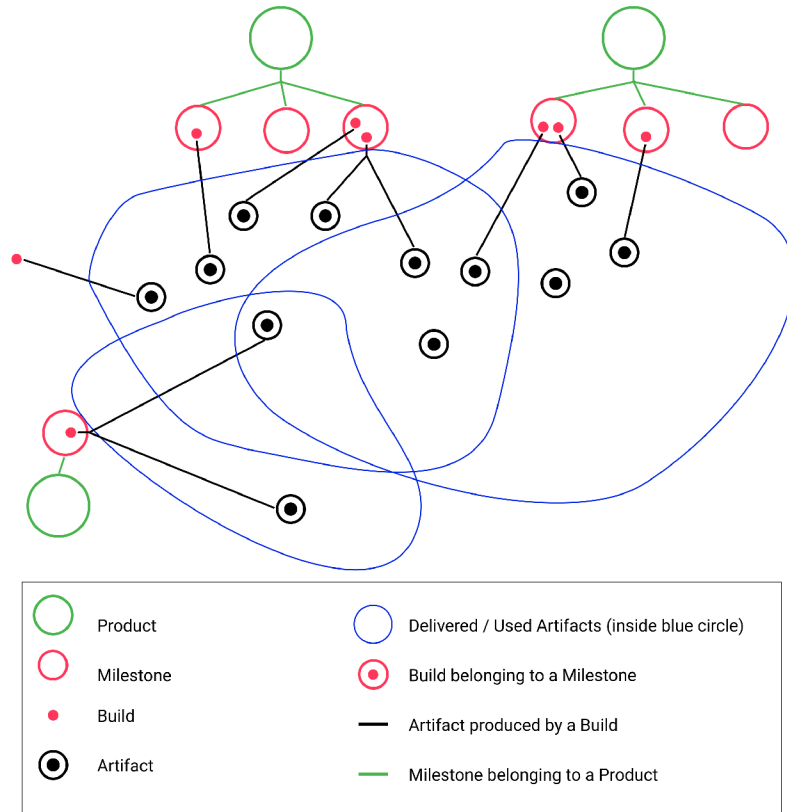 Product
Delivered / Used Artifacts (inside blue circle)
Milestone
Build belonging to a Milestone
Build
Artifact produced by a Build
Artifact
Milestone belonging to a Product